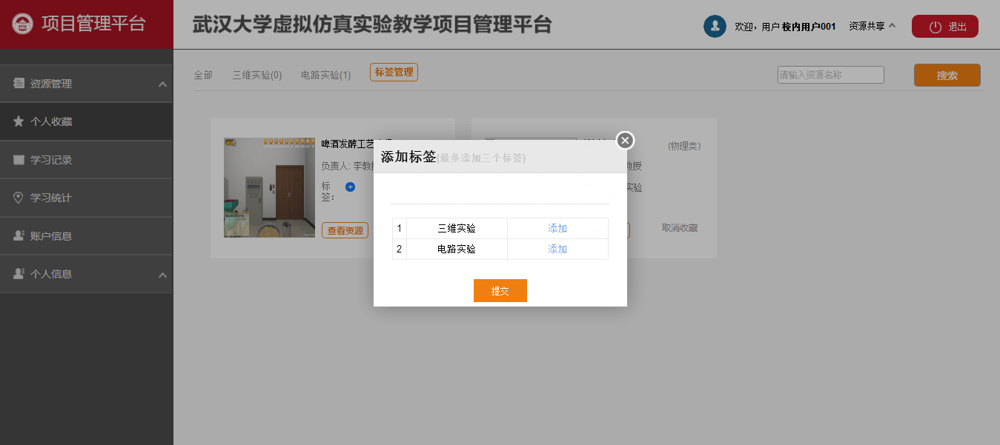 项目管理平台
武汉大学虚拟仿真实验教学项目管理平台
欢迎，用户 校内用户001
资源共享
退出
资源管理
个人收藏
学习记录
学习统计
账户信息
个人信息
全部
三维实验(0)
电路实验(1)
标签管理
请输入资源名称
搜索
啤酒发酵工艺
负责人: 李教
标
签：
查看资源
(物理类)
教授
实验
取消收藏
添加标签(最多添加三个标签)
1 三维实验 添加
2 电路实验 添加
提交